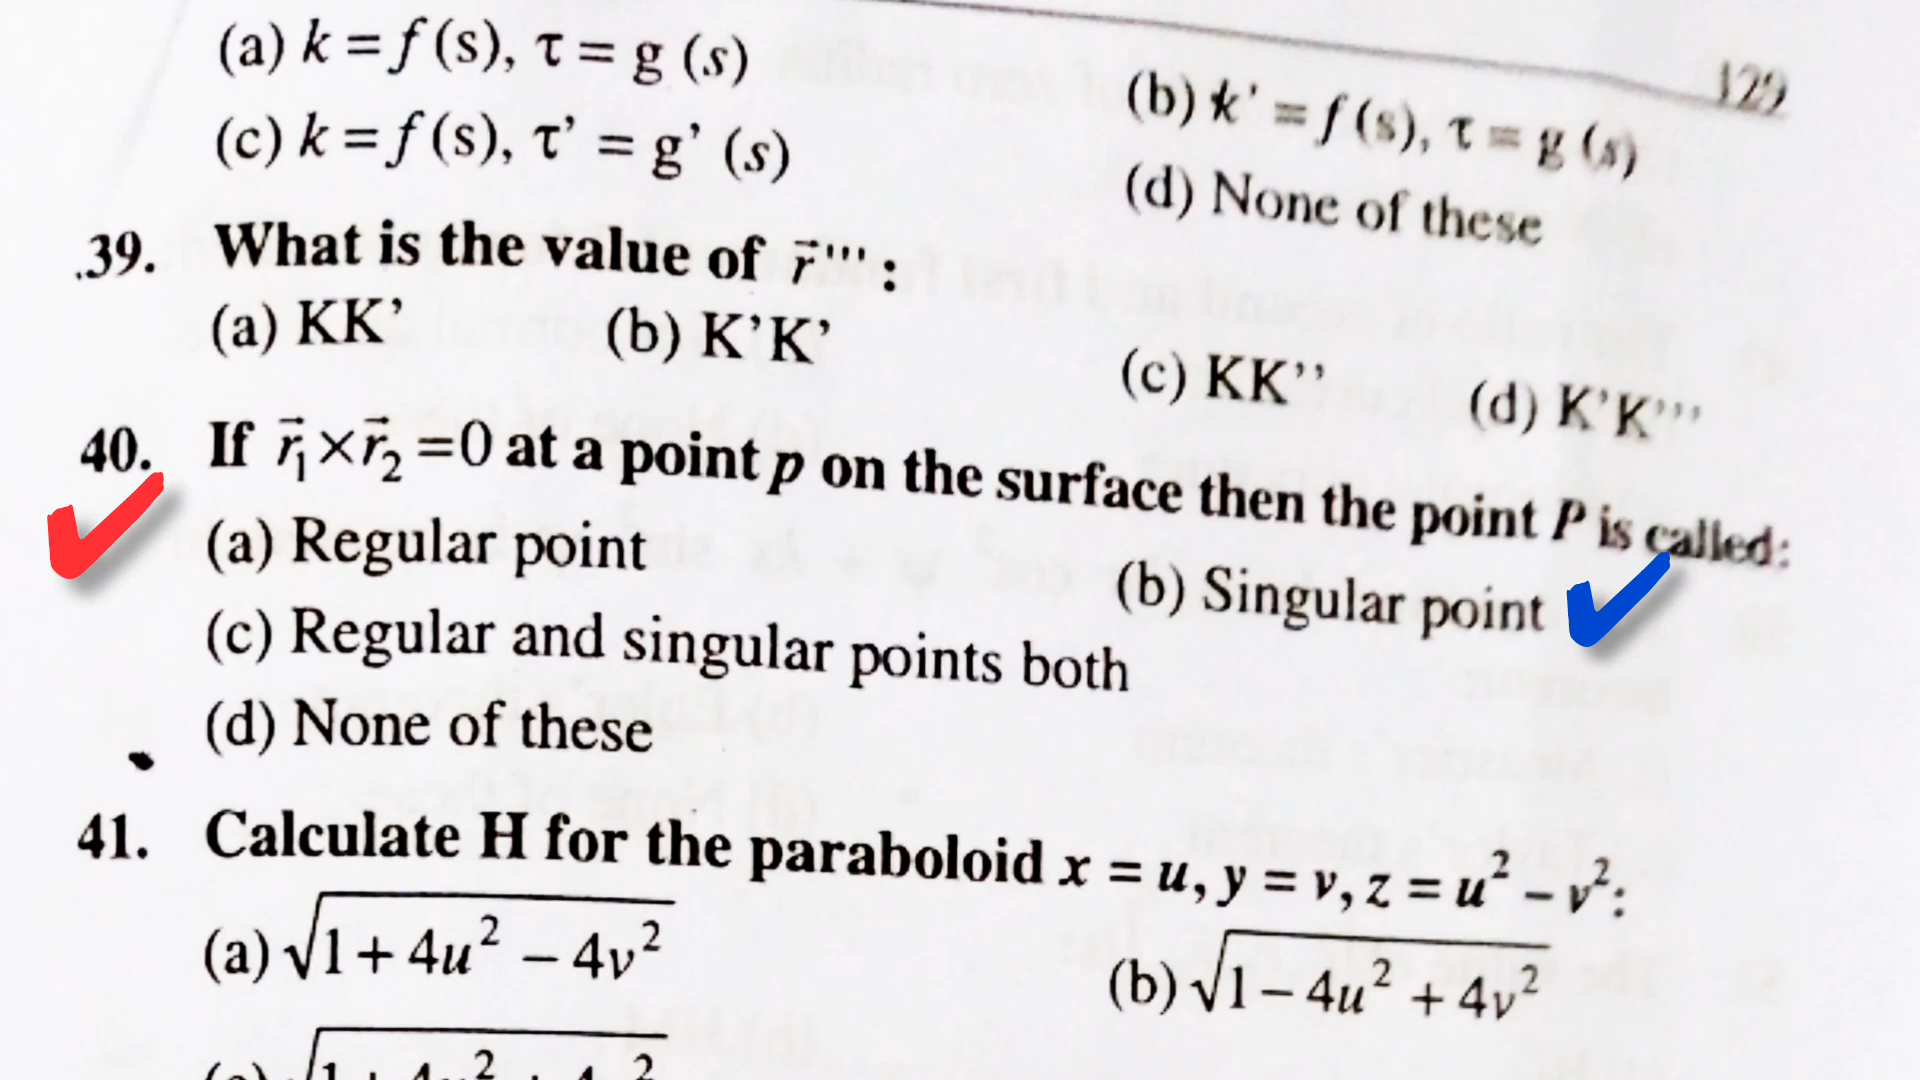 129
(a) k = f (s), τ = g (s)
(b) k' = f (s), τ = g (s)
(c) k = f (s), τ' = g' (s)
(d) None of these
.39. What is the value of r⃗''' :
(a) KK' (b) K'K' (c) KK'' (d) K'K'''
40. If r⃗₁ × r⃗₂ = 0 at a point p on the surface then the point P is called:
(a) Regular point
(b) Singular point
(c) Regular and singular points both
(d) None of these
41. Calculate H for the paraboloid x = u, y = v, z = u² – v²:
(a) √1 + 4u² – 4v²
(b) √1 – 4u² + 4v²